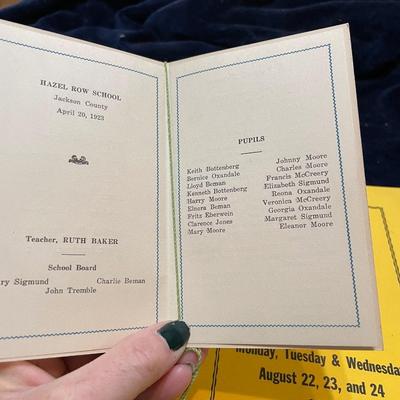 HAZEL ROW SCHOOL
Jackson County
April 20, 1923
Teacher, RUTH BAKER
School Board
ry Sigmund Charlie Beman
John Tremble
PUPILS
Keith Bottenberg
Bernice Oxandale
Lloyd Beman
Kenneth Bottenberg
Harry Moore
Elnora Beman
Fritz Eberwein
Clarence Jones
Mary Moore
Johnny Moore
Charles Moore
Francis McCreery
Elizabeth Sigmund
Reona Oxandale
Veronica McCreery
Georgia Oxandale
Margaret Sigmund
Eleanor Moore
Monday, Tuesday & Wednesda
August 22, 23, and 24